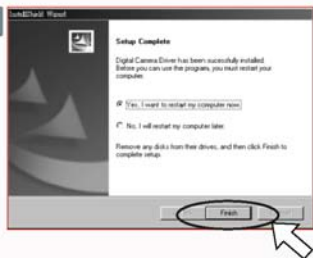 InstallShield Wizard
Setup Complete
Digital Camera Driver has been successfully installed.
Before you can use the program, you must restart your
computer.
Yes, I want to restart my computer now.
No, I will restart my computer later.
Remove any disks from their drives, and then click Finish to
complete setup.
Finish